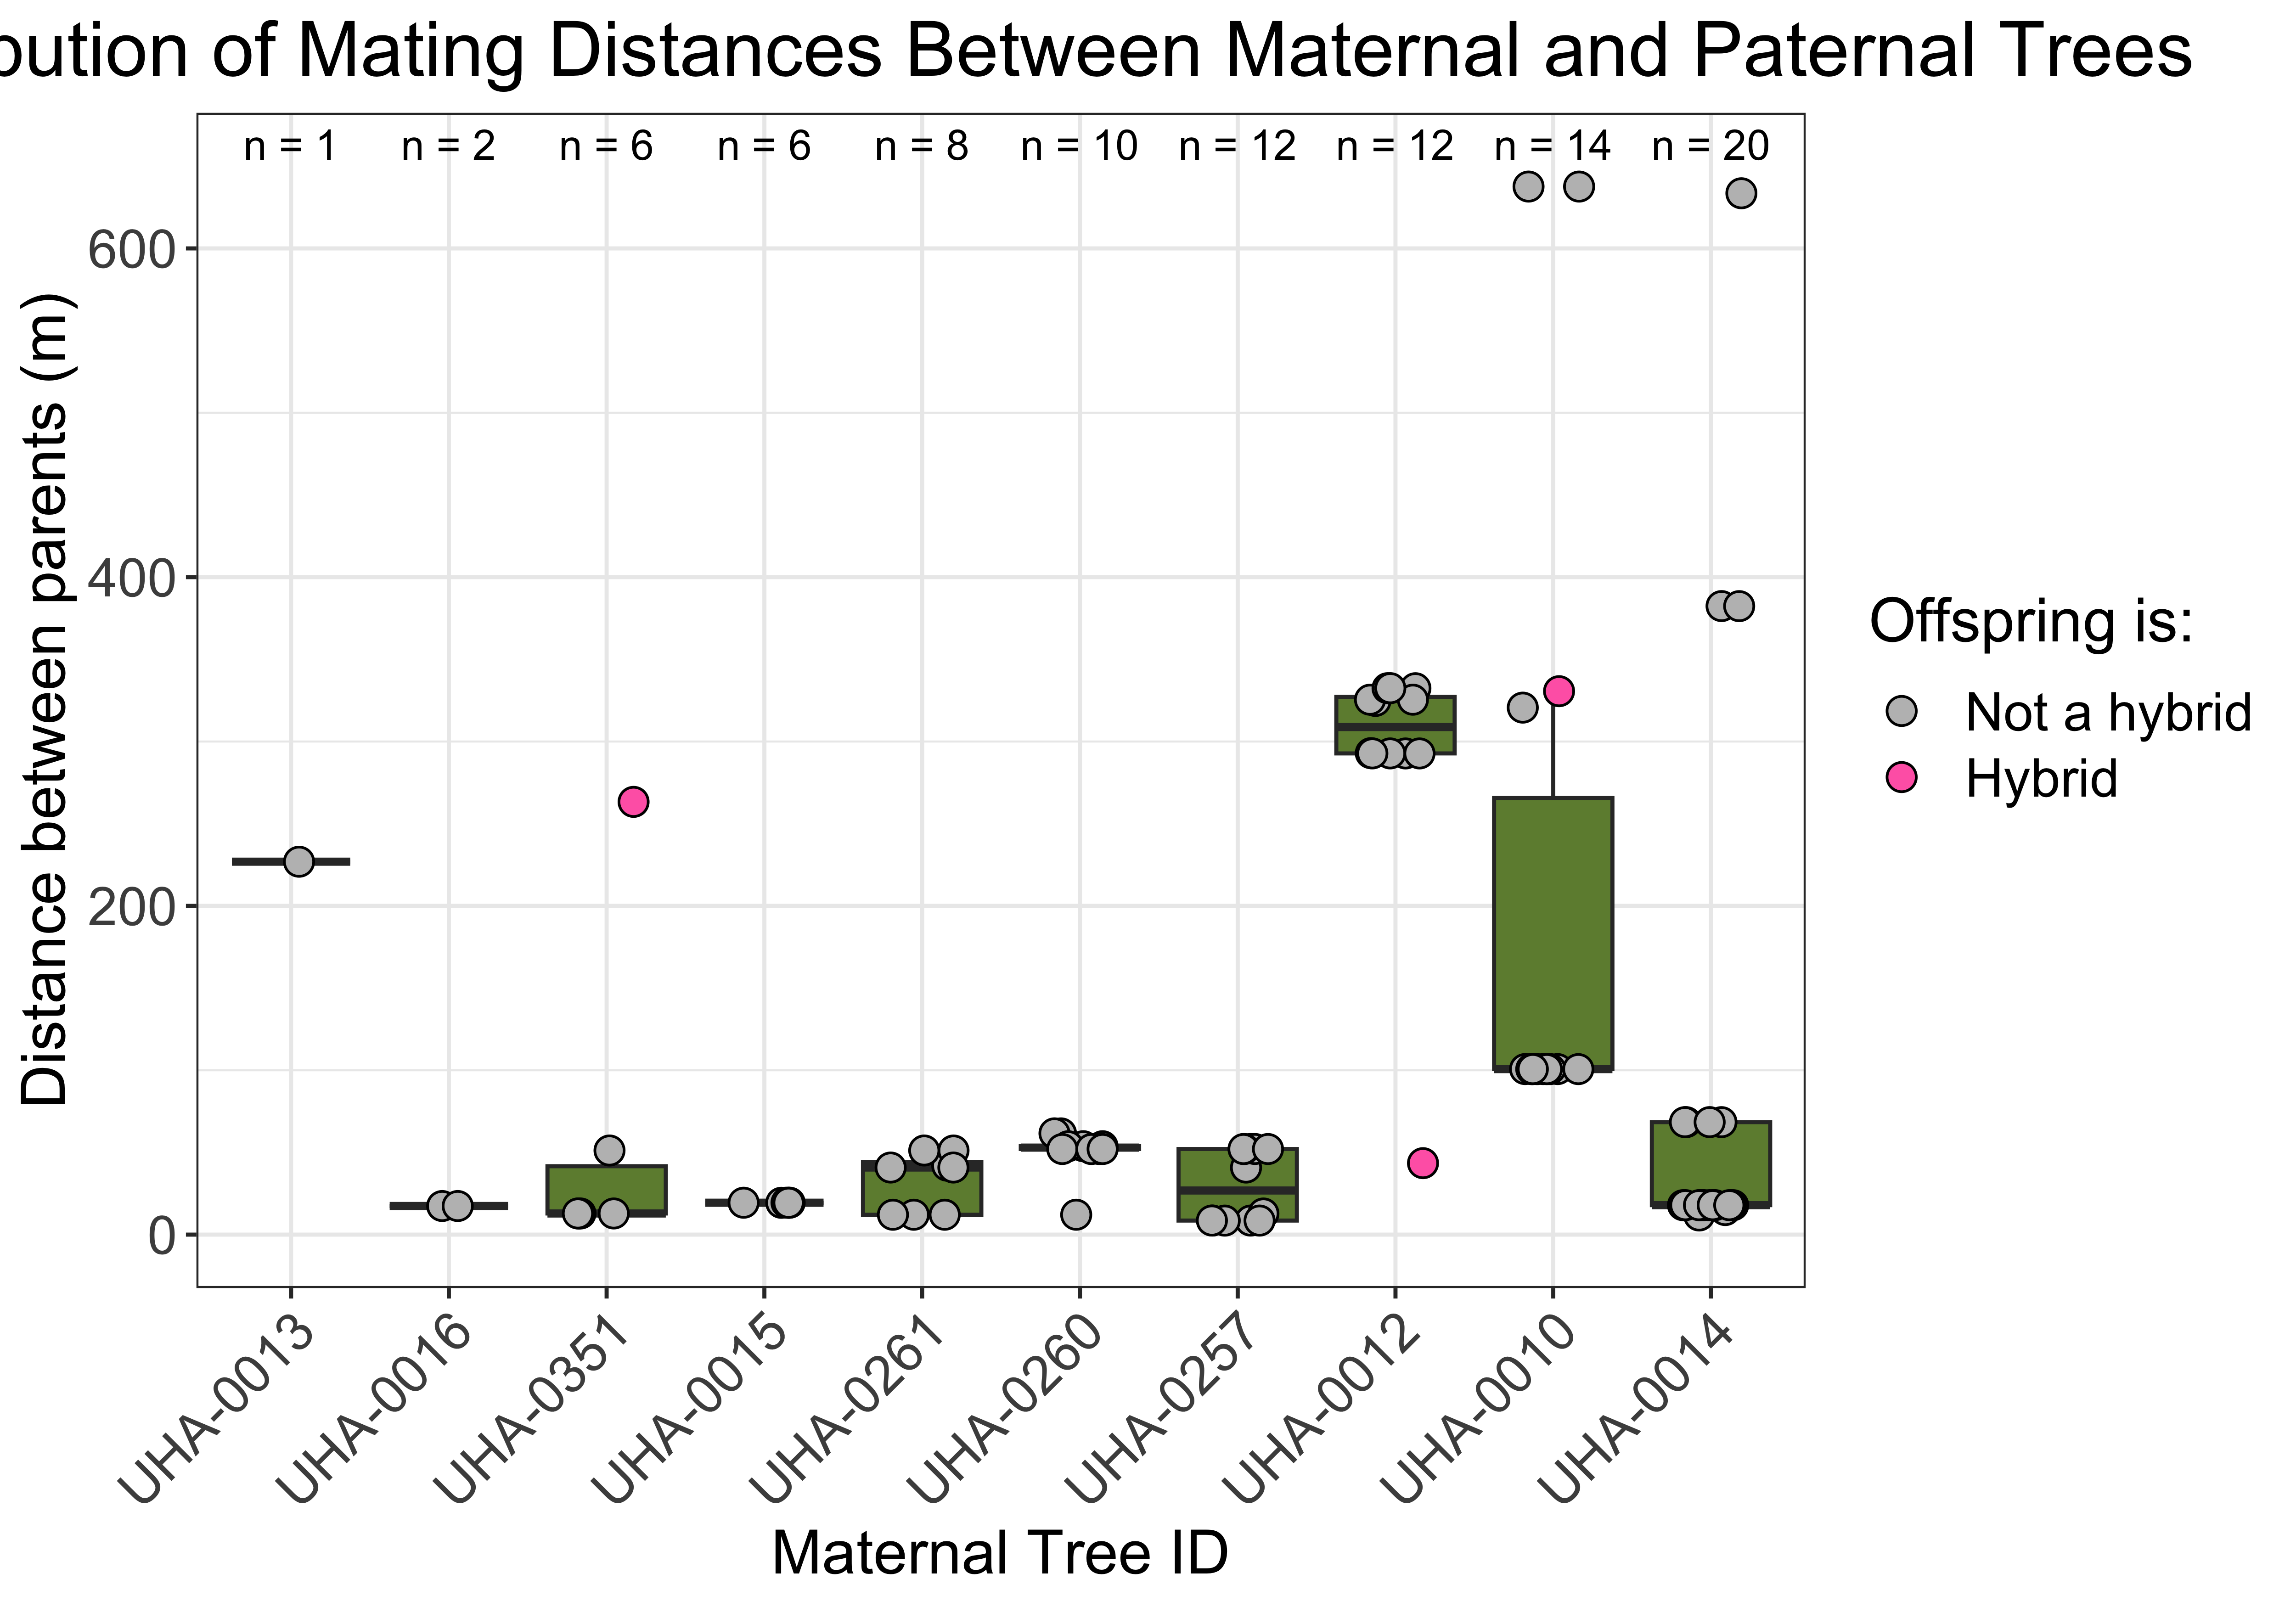 of Mating Distances Between Maternal and Paternal Trees
n = 1 n = 2 n = 6 n = 6 n = 8 n = 10 n = 12 n = 12 n = 14 n = 20
600
400
200
0
Distance between parents (m)
Offspring is:
Not a hybrid
Hybrid
UHA-0013 UHA-0016 UHA-0351 UHA-0015 UHA-0261 UHA-0260 UHA-0257 UHA-0012 UHA-0010 UHA-0014
Maternal Tree ID